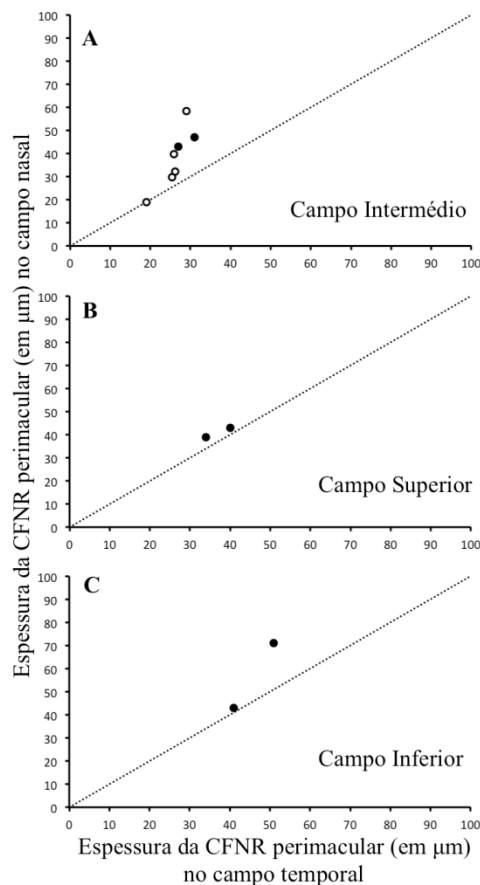 Espessura da CFNR perimacular (em μm) no campo nasal
A
100
90
80
70
60
50
40
30
20
10
0
Campo Intermédio
0 10 20 30 40 50 60 70 80 90 100
B
100
90
80
70
60
50
40
30
20
10
0
Campo Superior
0 10 20 30 40 50 60 70 80 90 100
C
100
90
80
70
60
50
40
30
20
10
0
Campo Inferior
0 10 20 30 40 50 60 70 80 90 100
Espessura da CFNR perimacular (em μm)
no campo temporal